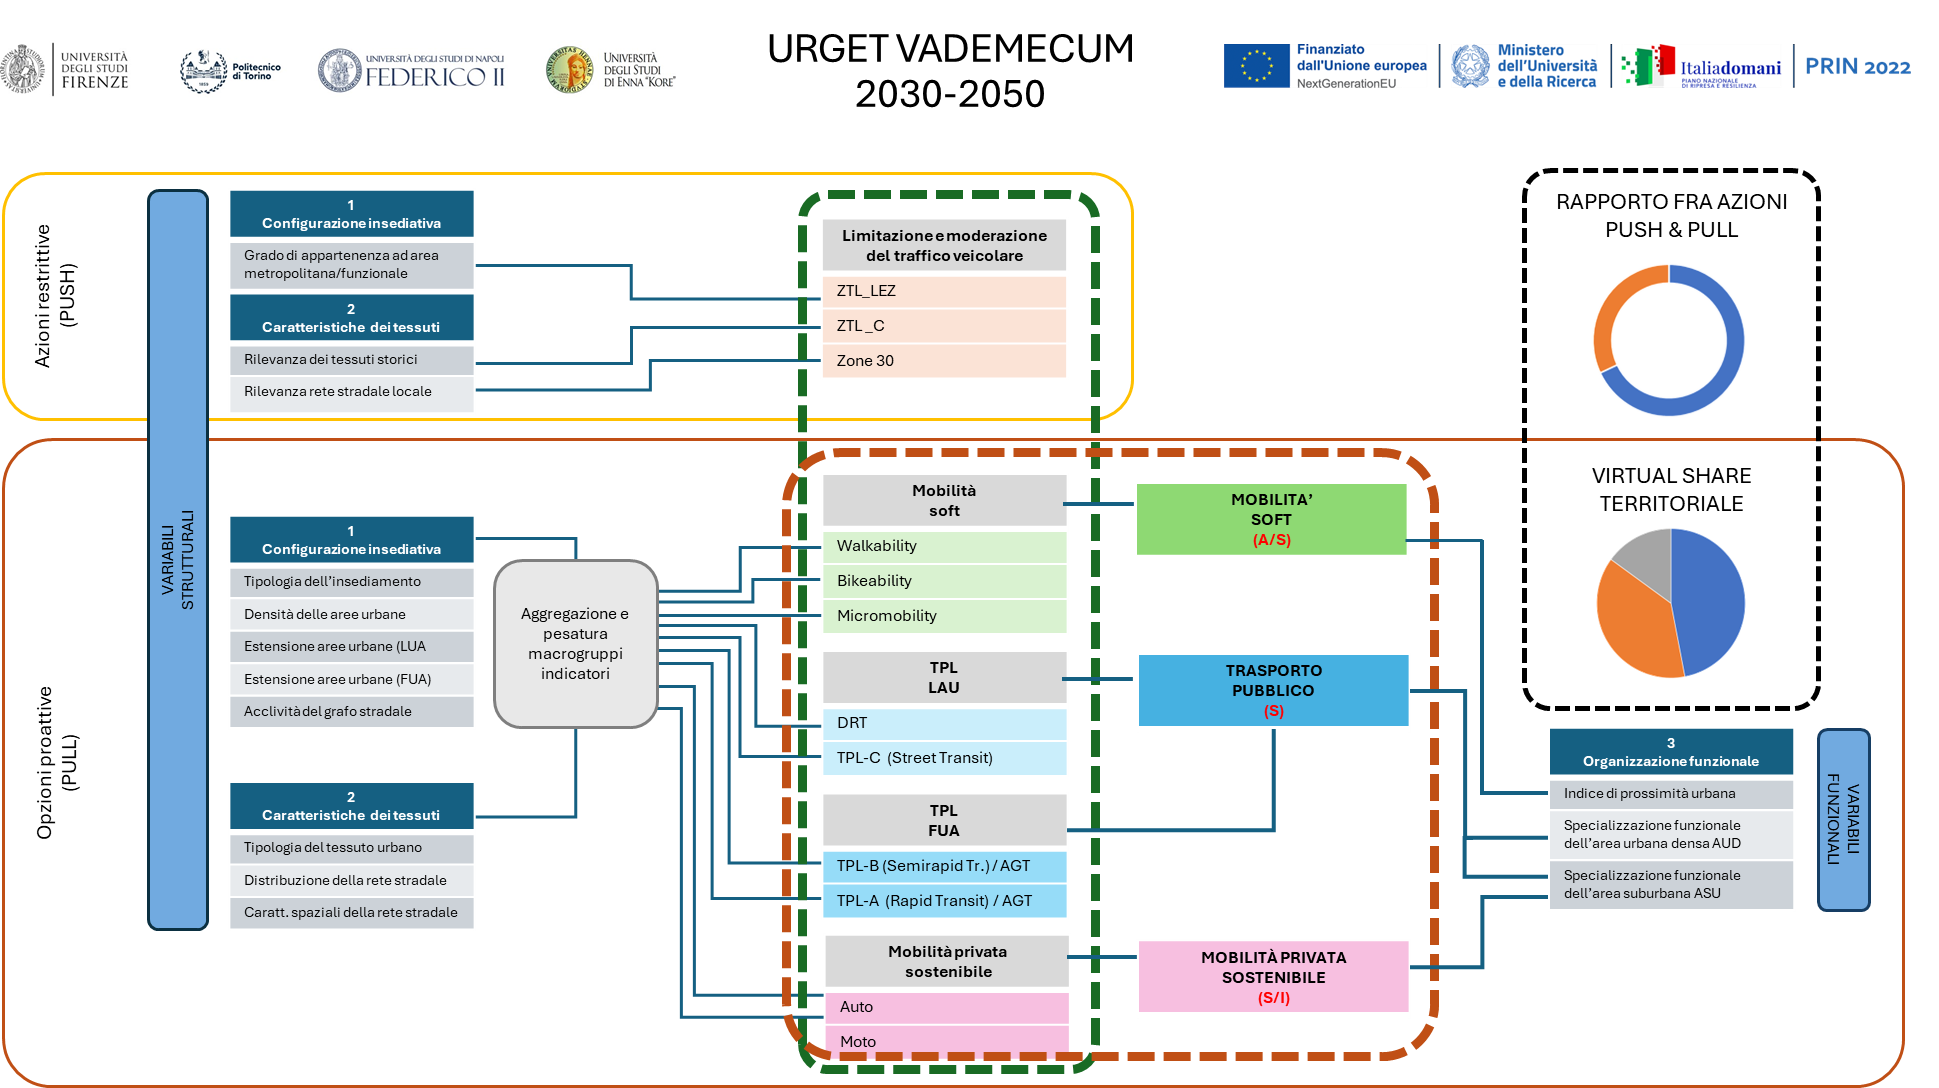 UNIVERSITÀ
DEGLI STUDI
FIRENZE
Politecnico
di Torino
UNIVERSITÀ DEGLI STUDI DI NAPOLI
FEDERICO II
UNIVERSITÀ
DEGLI STUDI
DI ENNA "KORE"
URGET VADEMECUM
2030-2050
Finanziato
dall'Unione europea
NextGenerationEU
Ministero
dell'Università
e della Ricerca
Italiadomani
PIANO NAZIONALE
DI RIPRESA E RESILIENZA
PRIN 2022
Azioni restrittive
(PUSH)
VARIABILI
STRUTTURALI
1
Configurazione insediativa
Grado di appartenenza ad area
metropolitana/funzionale
2
Caratteristiche dei tessuti
Rilevanza dei tessuti storici
Rilevanza rete stradale locale
Limitazione e moderazione
del traffico veicolare
ZTL_LEZ
ZTL_C
Zone 30
RAPPORTO FRA AZIONI
PUSH & PULL
VIRTUAL SHARE
TERRITORIALE
Opzioni proattive
(PULL)
1
Configurazione insediativa
Tipologia dell'insediamento
Densità delle aree urbane
Estensione aree urbane (LUA
Estensione aree urbane (FUA)
Acclività del grafo stradale
2
Caratteristiche dei tessuti
Tipologia del tessuto urbano
Distribuzione della rete stradale
Caratt. spaziali della rete stradale
Aggregazione e
pesatura
macrogruppi
indicatori
Mobilità
soft
Walkability
Bikeability
Micromobility
TPL
LAU
DRT
TPL-C (Street Transit)
TPL
FUA
TPL-B (Semirapid Tr.) / AGT
TPL-A (Rapid Transit) / AGT
Mobilità privata
sostenibile
Auto
Moto
MOBILITA'
SOFT
(A/S)
TRASPORTO
PUBBLICO
(S)
MOBILITÀ PRIVATA
SOSTENIBILE
(S/I)
3
Organizzazione funzionale
Indice di prossimità urbana
Specializzazione funzionale
dell'area urbana densa AUD
Specializzazione funzionale
dell'area suburbana ASU
VARIABILI
FUNZIONALI